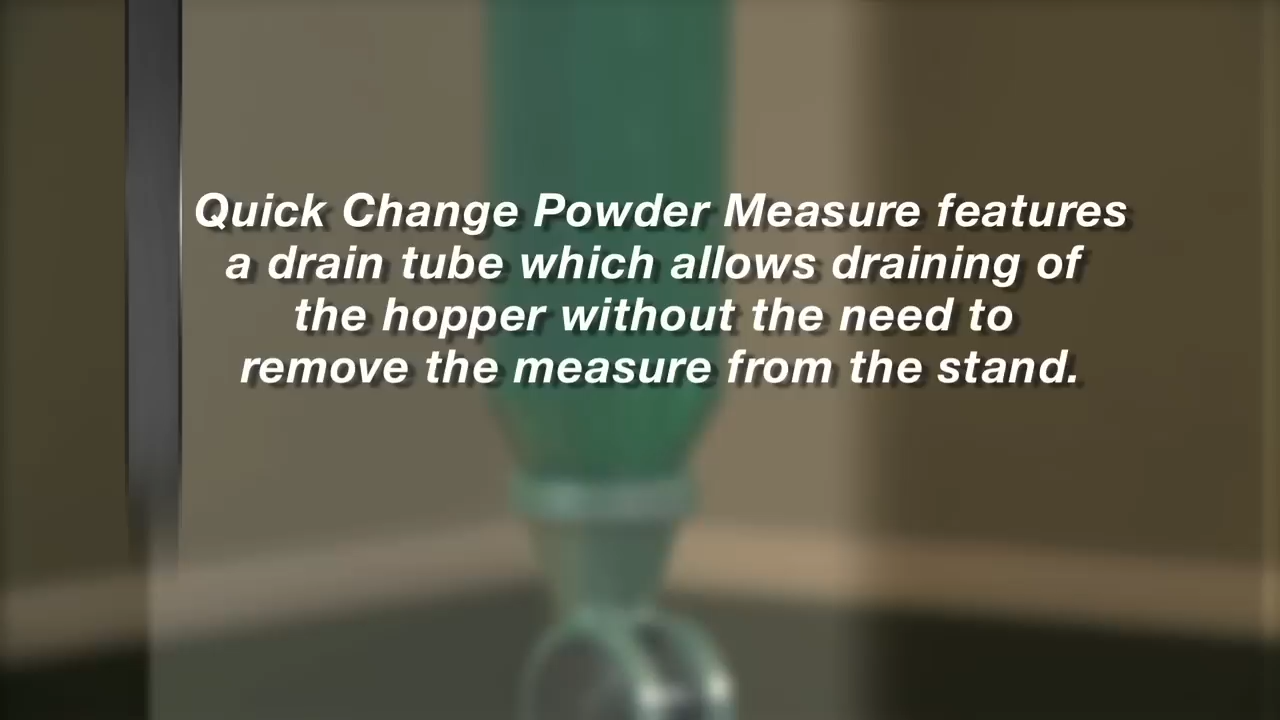 Quick Change Powder Measure features
a drain tube which allows draining of
the hopper without the need to
remove the measure from the stand.